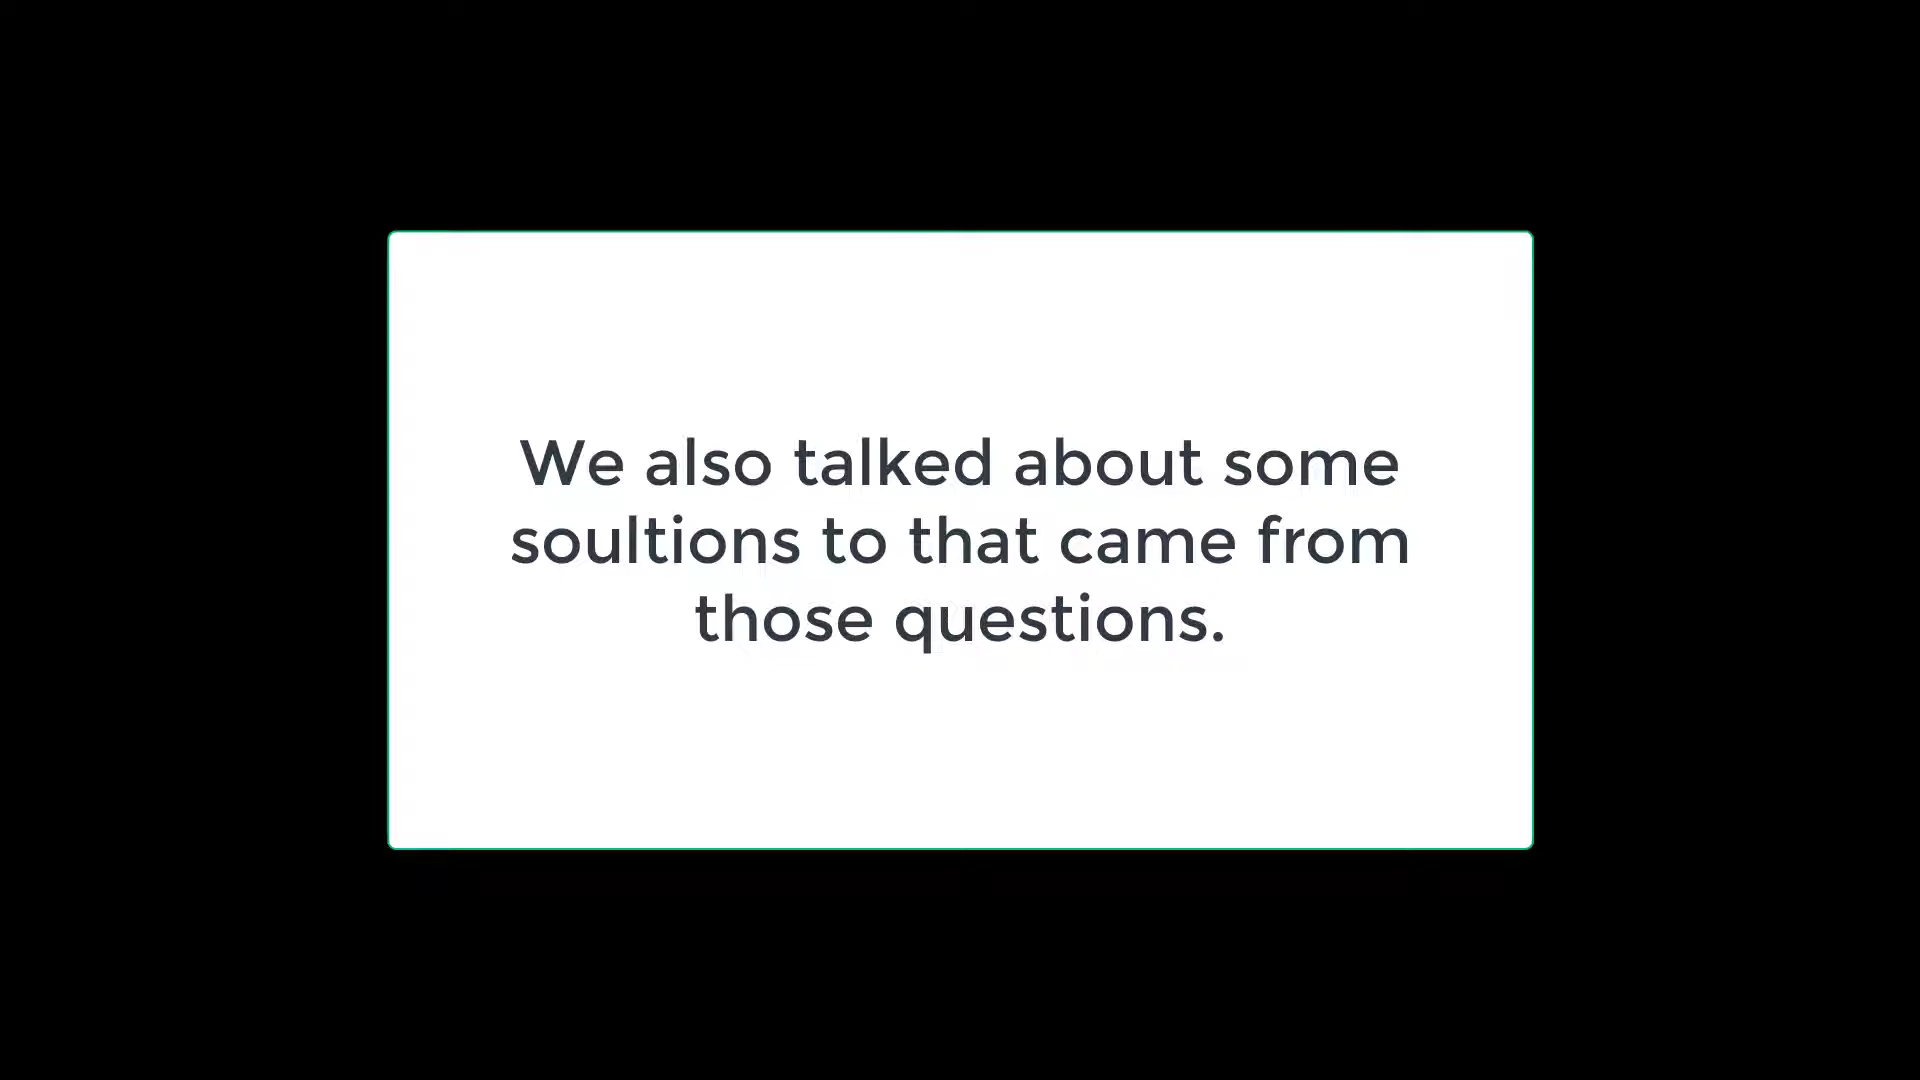 We also talked about some
soultions to that came from
those questions.